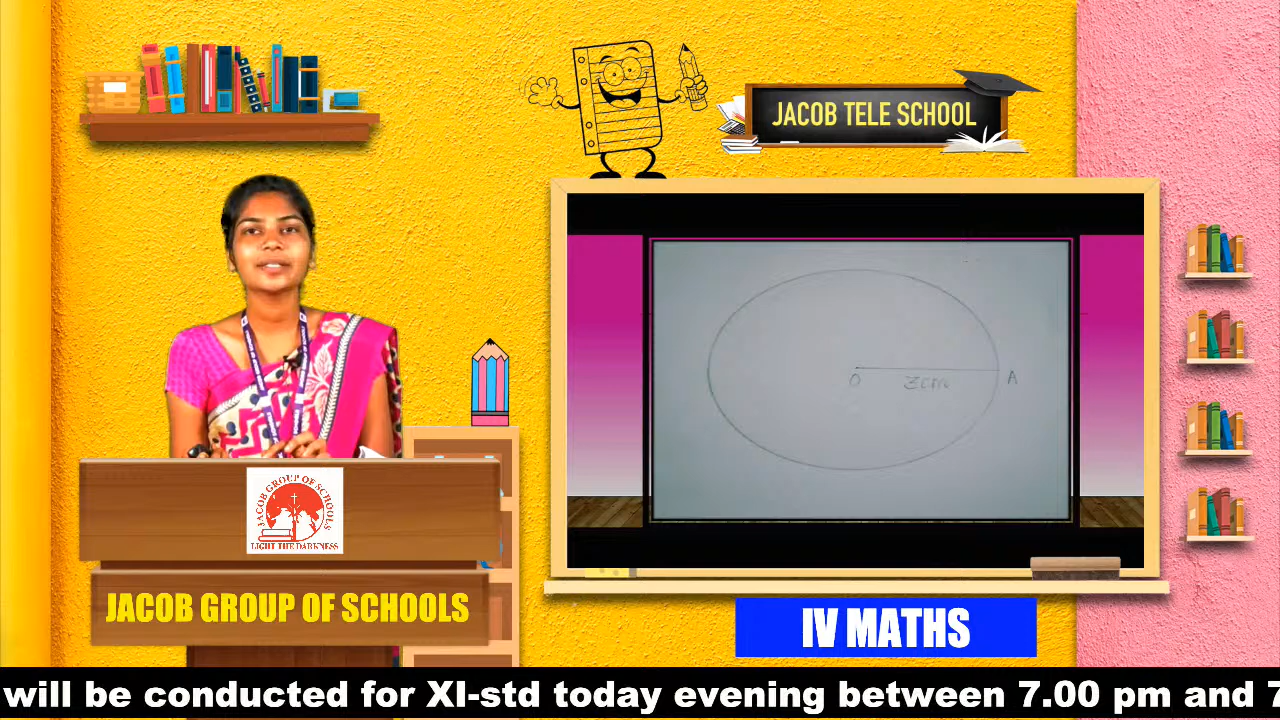 JACOB TELE SCHOOL
O
3cm
A
JACOB GROUP OF SCHOOLS
LIGHT THE DARKNESS
JACOB GROUP OF SCHOOLS
IV MATHS
will be conducted for XI-std today evening between 7.00 pm and 7